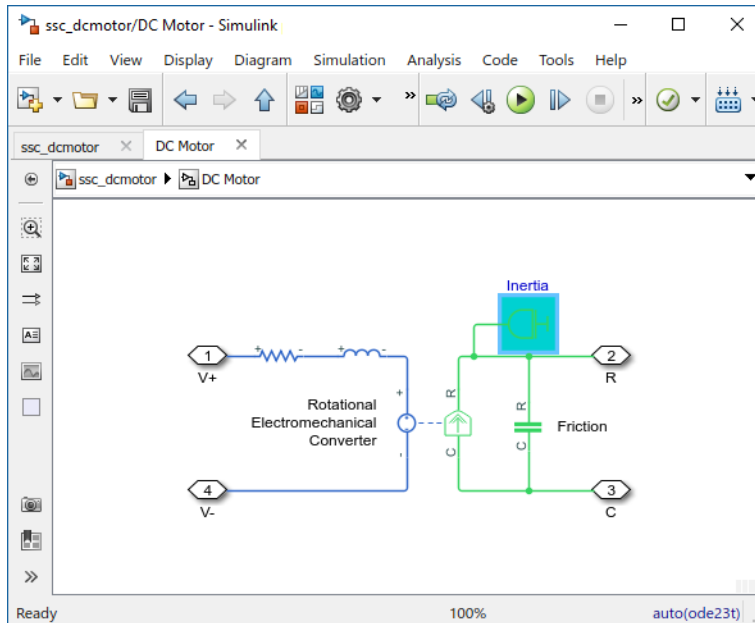 ssc_dcmotor/DC Motor - Simulink
File Edit View Display Diagram Simulation Analysis Code Tools Help
» »
ssc_dcmotor × DC Motor ×
ssc_dcmotor ▶ DC Motor
Inertia
1 + - + - 2
V+ R
+ R R
Rotational
Electromechanical
Converter
Friction
- C C
4 3
V- C
Ready 100% auto(ode23t)